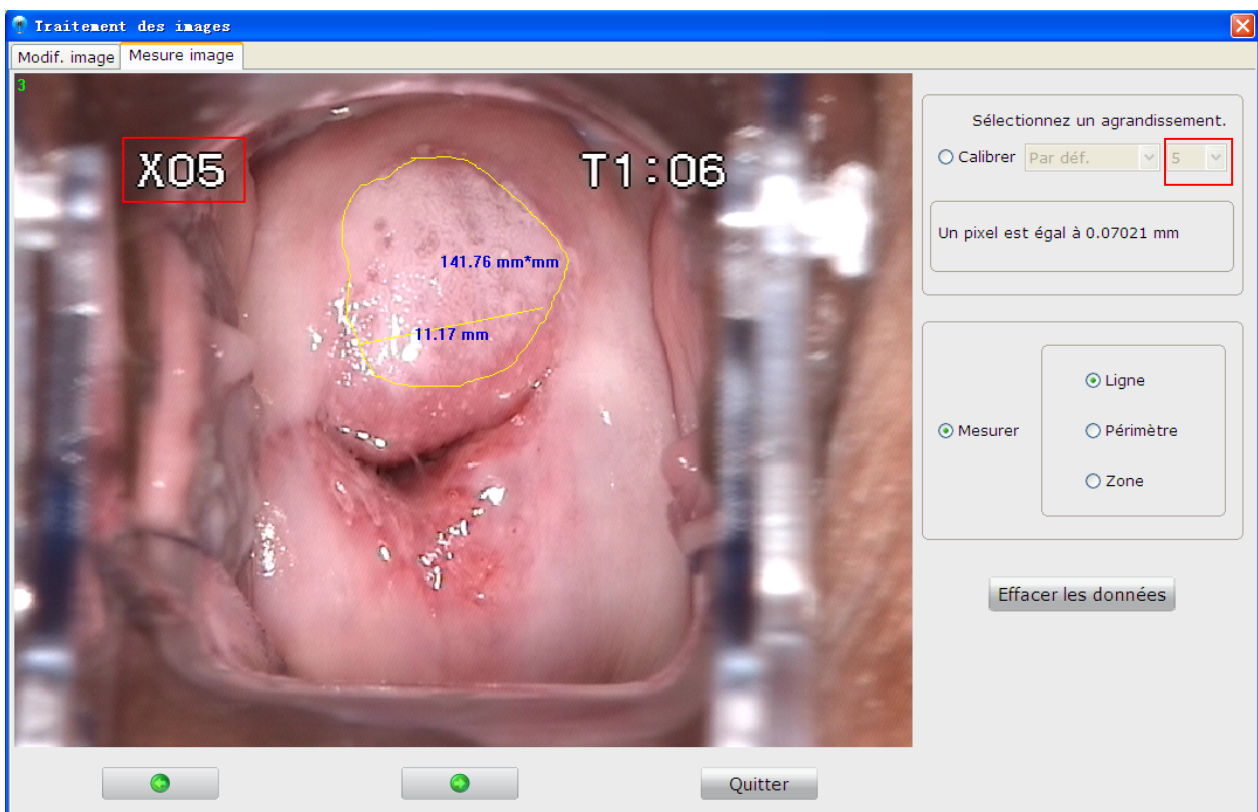 Traitement des images
Modif. image Mesure image
3
X05
T1:06
141.76 mm*mm
11.17 mm
Sélectionnez un agrandissement.
Calibrer Par déf. 5
Un pixel est égal à 0.07021 mm
Ligne
Mesurer Périmètre
Zone
Effacer les données
Quitter